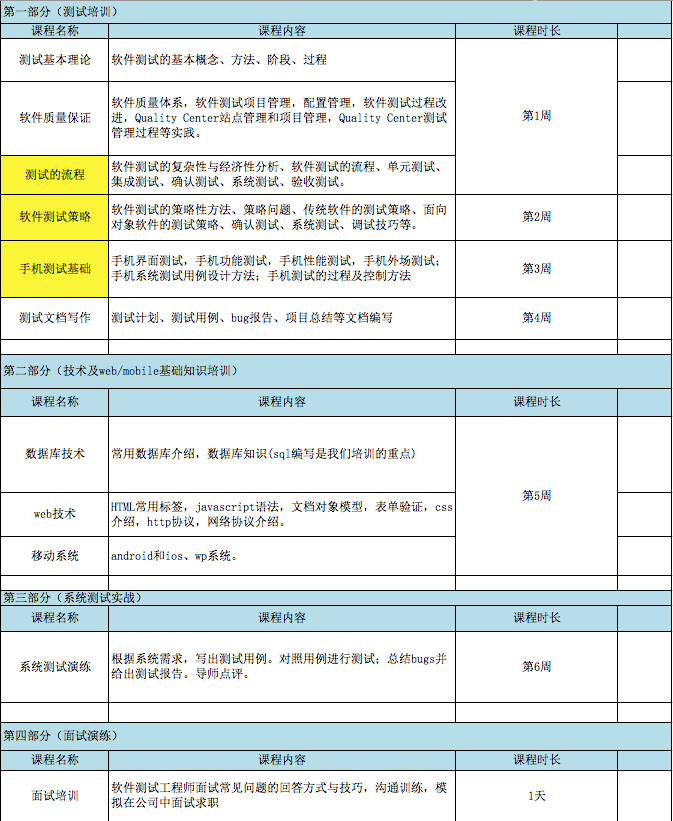 第一部分（测试培训）
课程名称 课程内容 课程时长
测试基本理论 软件测试的基本概念、方法、阶段、过程
软件质量保证 软件质量体系，软件测试项目管理，配置管理，软件测试过程改
进，Quality Center站点管理和项目管理，Quality Center测试
管理过程等实践。
第1周
测试的流程 软件测试的复杂性与经济性分析、软件测试的流程、单元测试、
集成测试、确认测试、系统测试、验收测试。
软件测试策略 软件测试的策略性方法、策略问题、传统软件的测试策略、面向
对象软件的测试策略、确认测试、系统测试、调试技巧等。
第2周
手机测试基础 手机界面测试，手机功能测试，手机性能测试，手机外场测试；
手机系统测试用例设计方法；手机测试的过程及控制方法
第3周
测试文档写作 测试计划、测试用例、bug报告、项目总结等文档编写 第4周
第二部分（技术及web/mobile基础知识培训）
课程名称 课程内容 课程时长
数据库技术 常用数据库介绍，数据库知识(sql编写是我们培训的重点)
第5周
web技术 HTML常用标签，javascript语法，文档对象模型，表单验证，css
介绍，http协议，网络协议介绍。
移动系统 android和ios、wp系统。
第三部分（系统测试实战）
课程名称 课程内容 课程时长
系统测试演练 根据系统需求，写出测试用例。对照用例进行测试；总结bugs并
给出测试报告。导师点评。
第6周
第四部分（面试演练）
课程名称 课程内容 课程时长
面试培训 软件测试工程师面试常见问题的回答方式与技巧，沟通训练，模
拟在公司中面试求职
1天